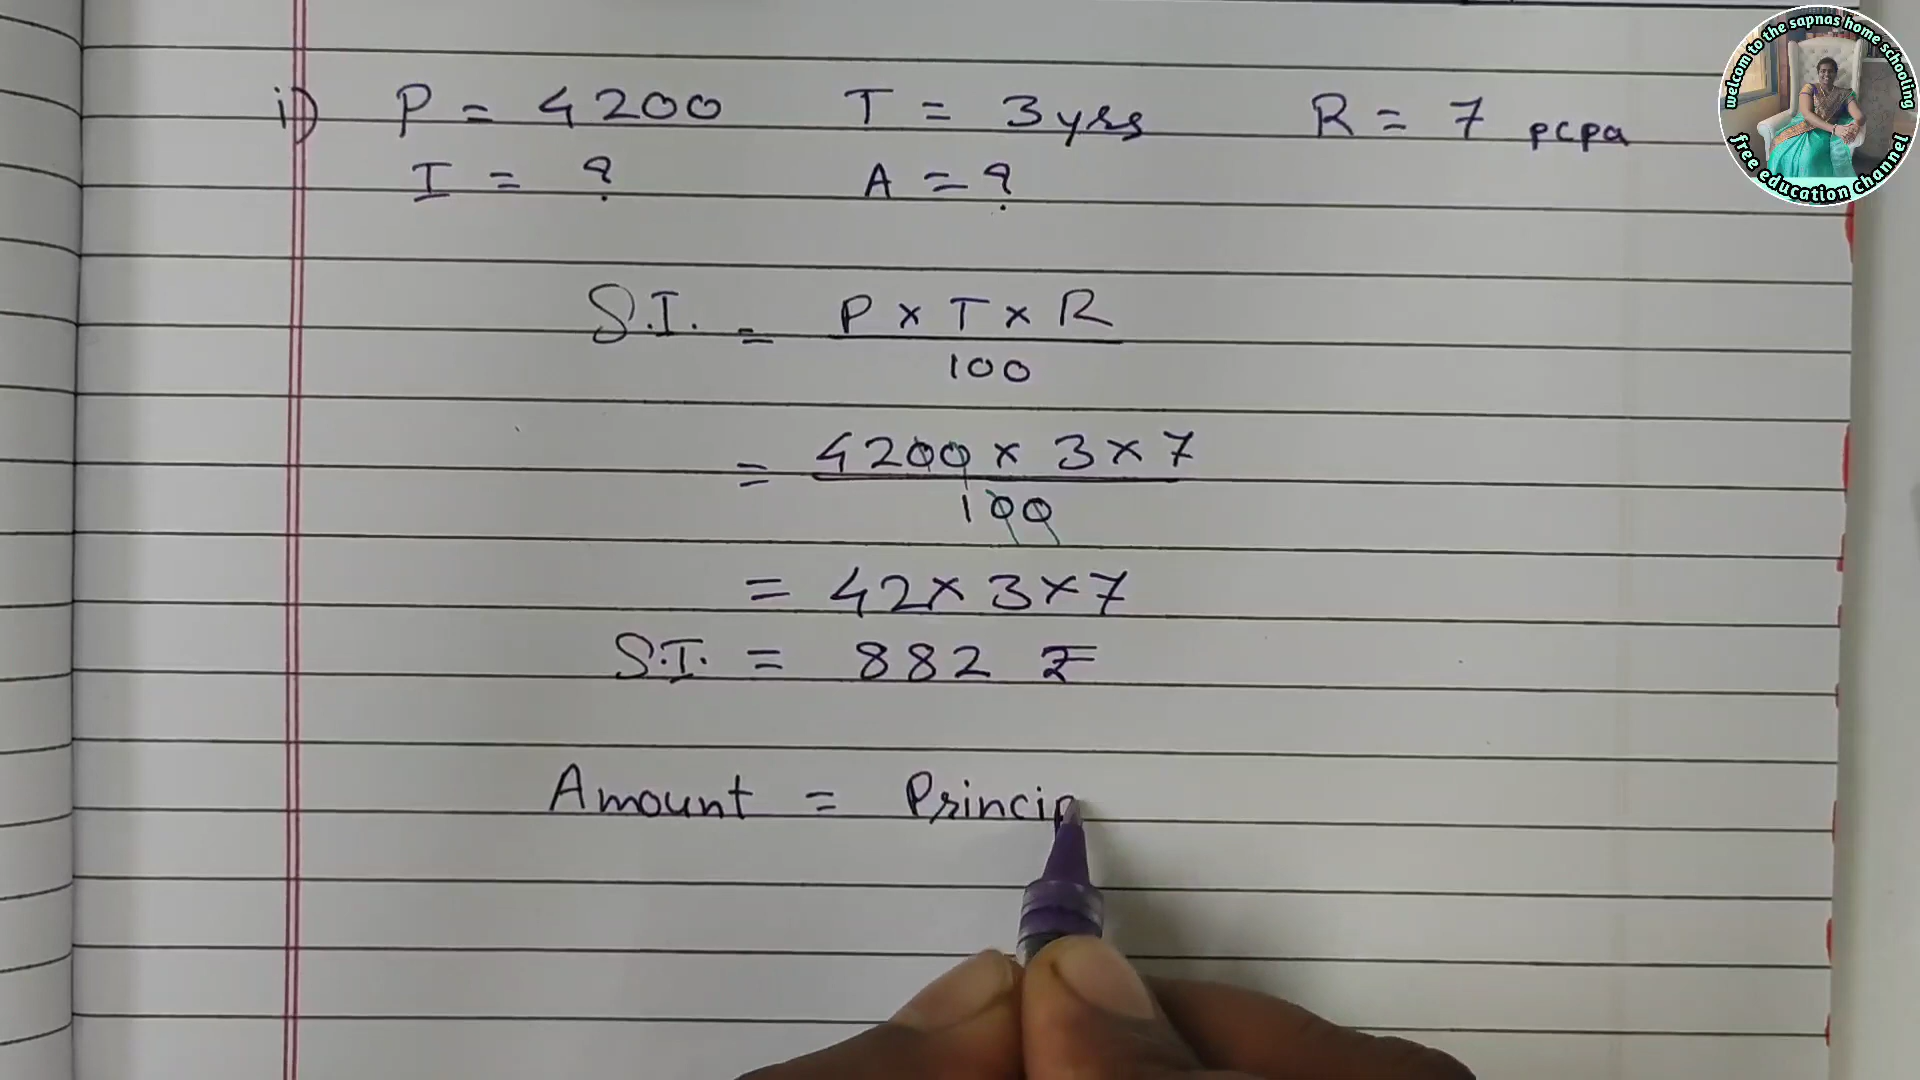 i) P = 4200 T = 3 yrs R = 7 pcpa
I = ? A = ?
S.I. = P × T × R
100
= 4200 × 3 × 7
100
= 42 × 3 × 7
S.I. = 882 ₹
Amount = Princip
welcom to the sapnas home schooling
free education channel